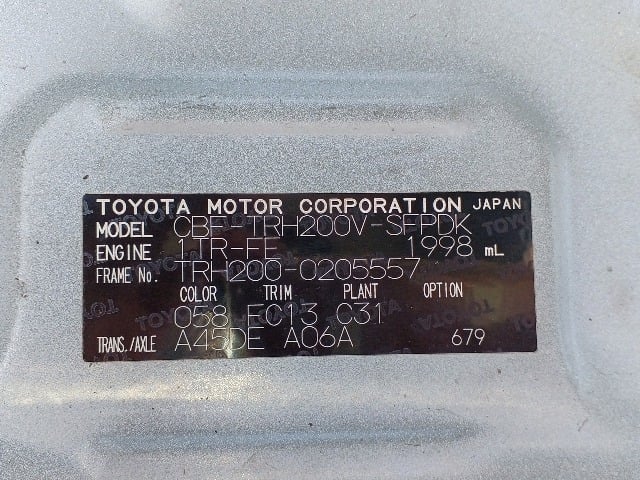 TOYOTA MOTOR CORPORATION JAPAN
MODEL CBF-TRH200V-SFPDK
ENGINE 1TR-FE 1998 mL
FRAME No. TRH200-0205557
COLOR TRIM PLANT OPTION
058 FC13 C31
TRANS./AXLE A45DE A06A 679